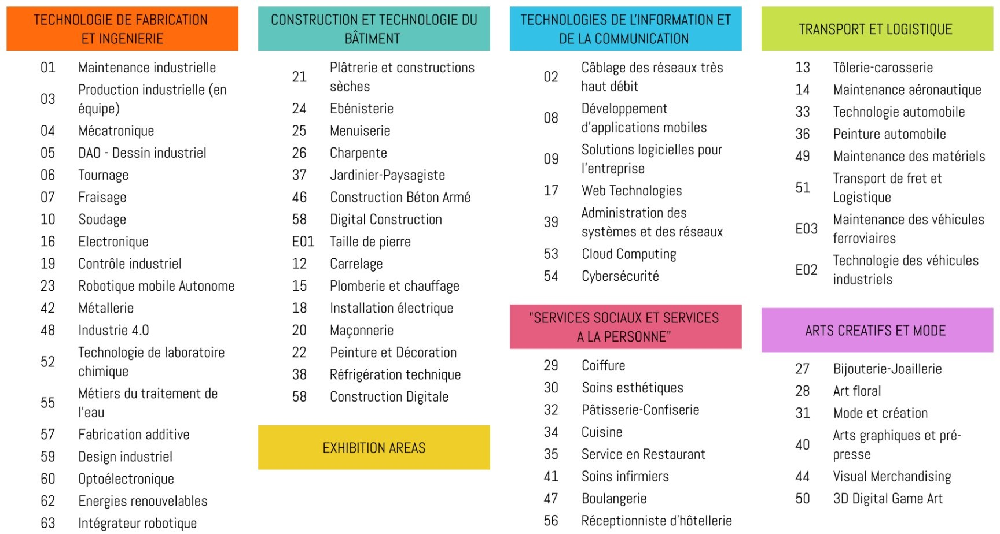 TECHNOLOGIE DE FABRICATION
ET INGENIERIE
01 Maintenance industrielle
03 Production industrielle (en
équipe)
04 Mécatronique
05 DAO - Dessin industriel
06 Tournage
07 Fraisage
10 Soudage
16 Electronique
19 Contrôle industriel
23 Robotique mobile Autonome
42 Métallerie
48 Industrie 4.0
52 Technologie de laboratoire
chimique
55 Métiers du traitement de
l'eau
57 Fabrication additive
59 Design industriel
60 Optoélectronique
62 Energies renouvelables
63 Intégrateur robotique
CONSTRUCTION ET TECHNOLOGIE DU
BÂTIMENT
21 Plâtrerie et constructions
sèches
24 Ebénisterie
25 Menuiserie
26 Charpente
37 Jardinier-Paysagiste
46 Construction Béton Armé
58 Digital Construction
E01 Taille de pierre
12 Carrelage
15 Plomberie et chauffage
18 Installation électrique
20 Maçonnerie
22 Peinture et Décoration
38 Réfrigération technique
58 Construction Digitale
EXHIBITION AREAS
TECHNOLOGIES DE L'INFORMATION ET
DE LA COMMUNICATION
02 Câblage des réseaux très
haut débit
08 Développement
d'applications mobiles
09 Solutions logicielles pour
l'entreprise
17 Web Technologies
39 Administration des
systèmes et des réseaux
53 Cloud Computing
54 Cybersécurité
"SERVICES SOCIAUX ET SERVICES
A LA PERSONNE"
29 Coiffure
30 Soins esthétiques
32 Pâtisserie-Confiserie
34 Cuisine
35 Service en Restaurant
41 Soins infirmiers
47 Boulangerie
56 Réceptionniste d'hôtellerie
TRANSPORT ET LOGISTIQUE
13 Tôlerie-carosserie
14 Maintenance aéronautique
33 Technologie automobile
36 Peinture automobile
49 Maintenance des matériels
51 Transport de fret et
Logistique
E03 Maintenance des véhicules
ferroviaires
E02 Technologie des véhicules
industriels
ARTS CREATIFS ET MODE
27 Bijouterie-Joaillerie
28 Art floral
31 Mode et création
40 Arts graphiques et pré-
presse
44 Visual Merchandising
50 3D Digital Game Art